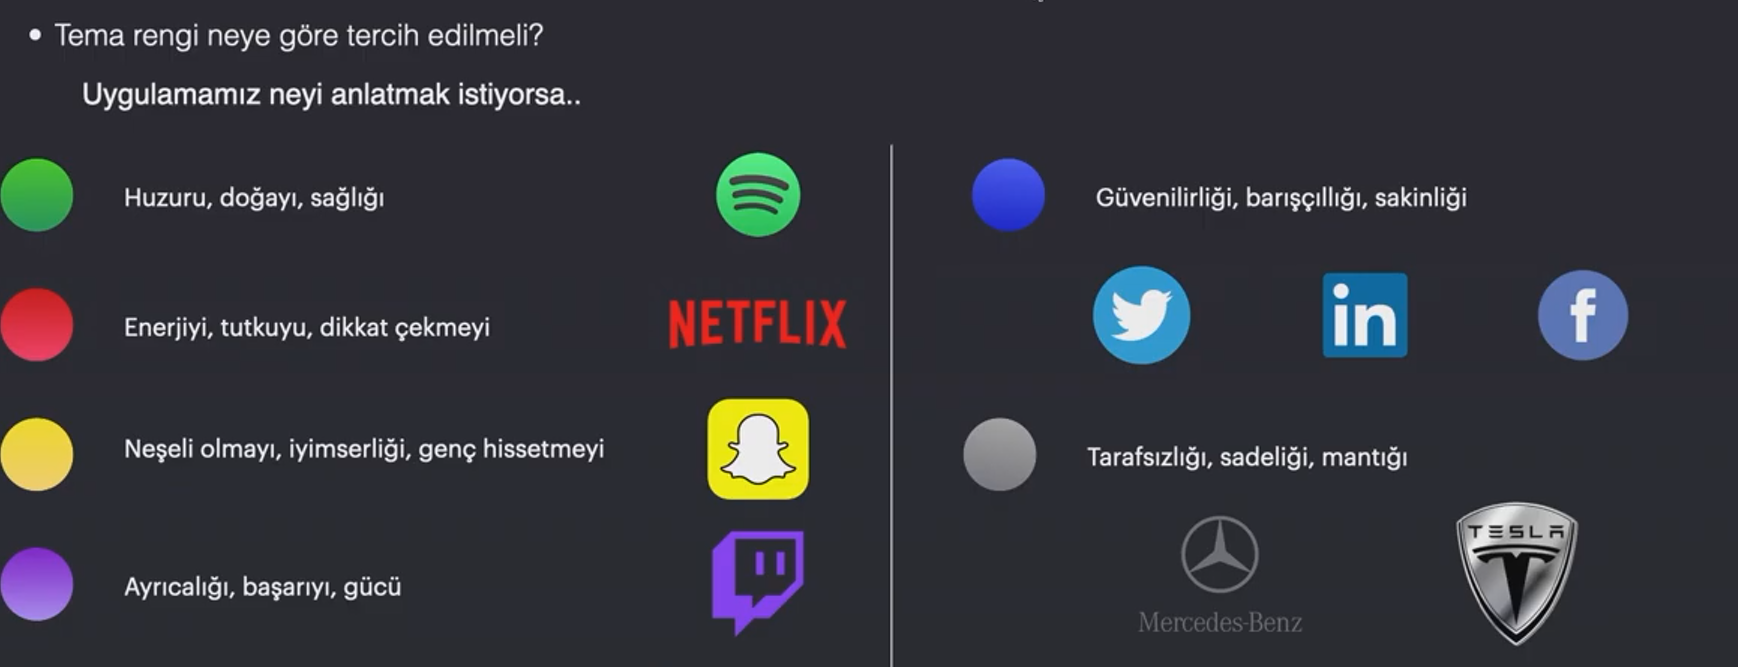 Tema rengi neye göre tercih edilmeli?
Uygulamamız neyi anlatmak istiyorsa..
Huzuru, doğayı, sağlığı
Enerjiyi, tutkuyu, dikkat çekmeyi
NETFLIX
Neşeli olmayı, iyimserliği, genç hissetmeyi
Ayrıcalığı, başarıyı, gücü
Güvenilirliği, barışçıllığı, sakinliği
in
f
Tarafsızlığı, sadeliği, mantığı
Mercedes-Benz
TESLA